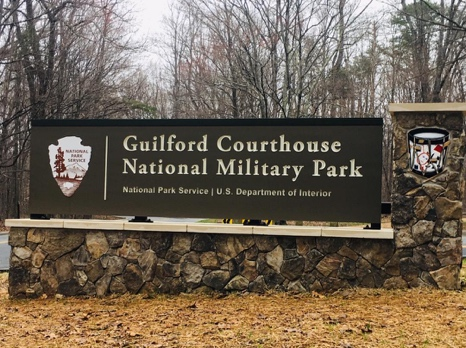 NATIONAL
PARK
SERVICE
Guilford Courthouse
National Military Park
National Park Service | U.S. Department of Interior